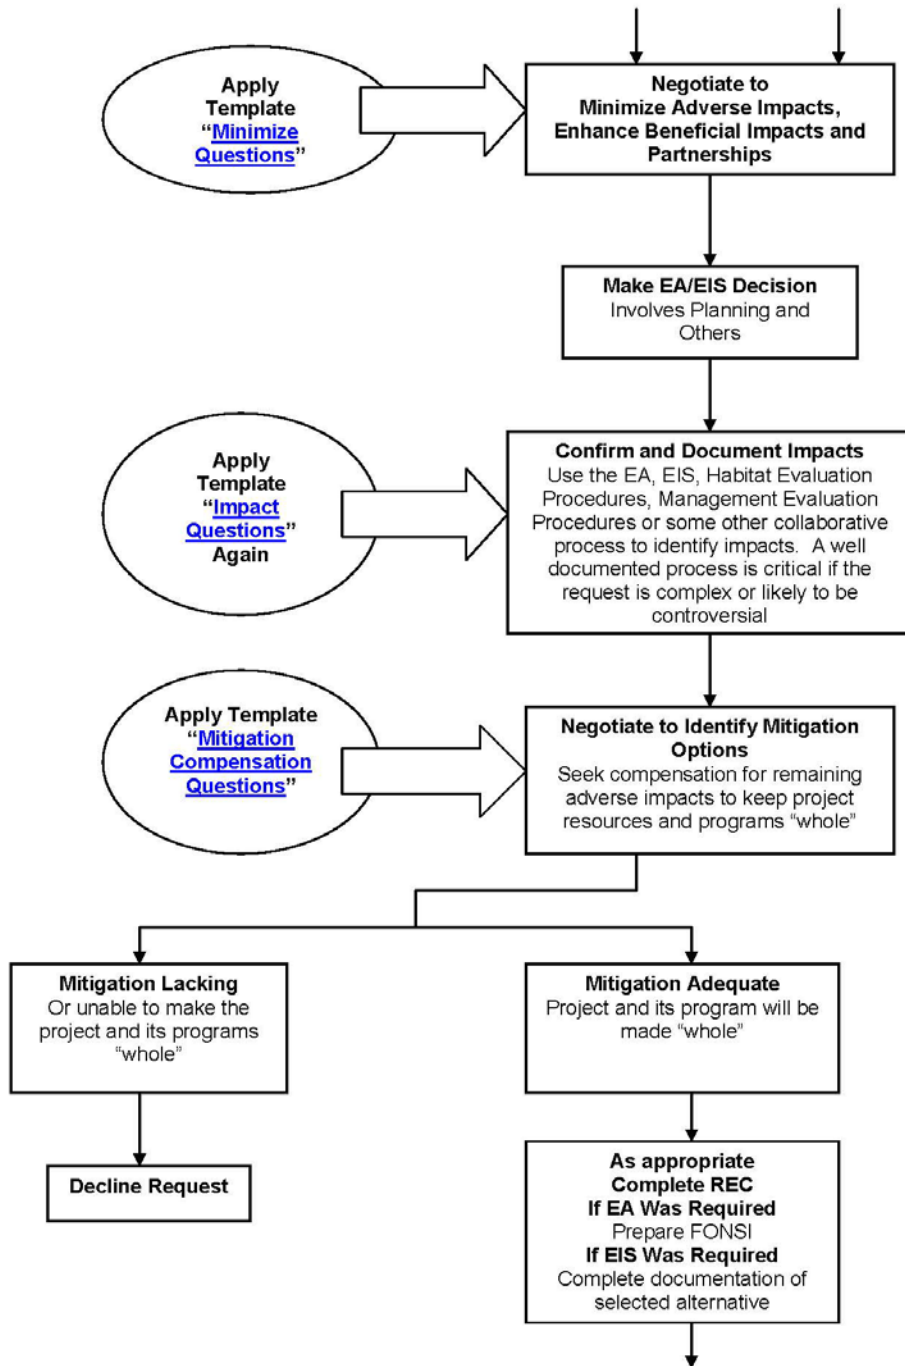 Apply
Template
“Minimize
Questions”
Negotiate to
Minimize Adverse Impacts,
Enhance Beneficial Impacts and
Partnerships
Make EA/EIS Decision
Involves Planning and
Others
Apply
Template
“Impact
Questions”
Again
Confirm and Document Impacts
Use the EA, EIS, Habitat Evaluation
Procedures, Management Evaluation
Procedures or some other collaborative
process to identify impacts. A well
documented process is critical if the
request is complex or likely to be
controversial
Apply Template
“Mitigation
Compensation
Questions”
Negotiate to Identify Mitigation
Options
Seek compensation for remaining
adverse impacts to keep project
resources and programs “whole”
Mitigation Lacking
Or unable to make the
project and its programs
“whole”
Mitigation Adequate
Project and its program will be
made “whole”
Decline Request
As appropriate
Complete REC
If EA Was Required
Prepare FONSI
If EIS Was Required
Complete documentation of
selected alternative